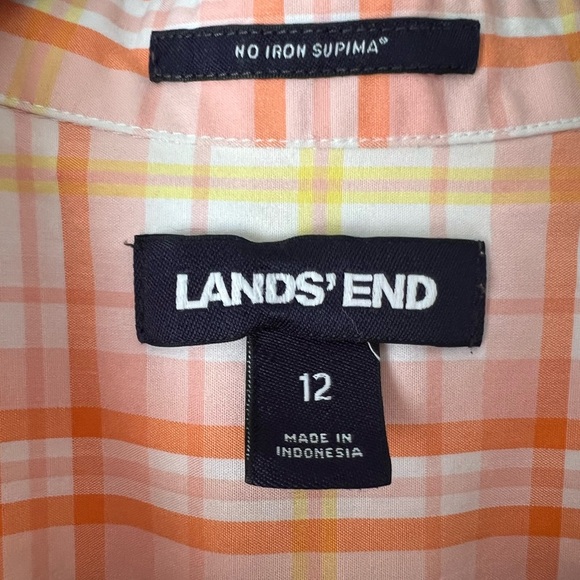 NO IRON SUPIMA®
LANDS' END
12
MADE IN
INDONESIA